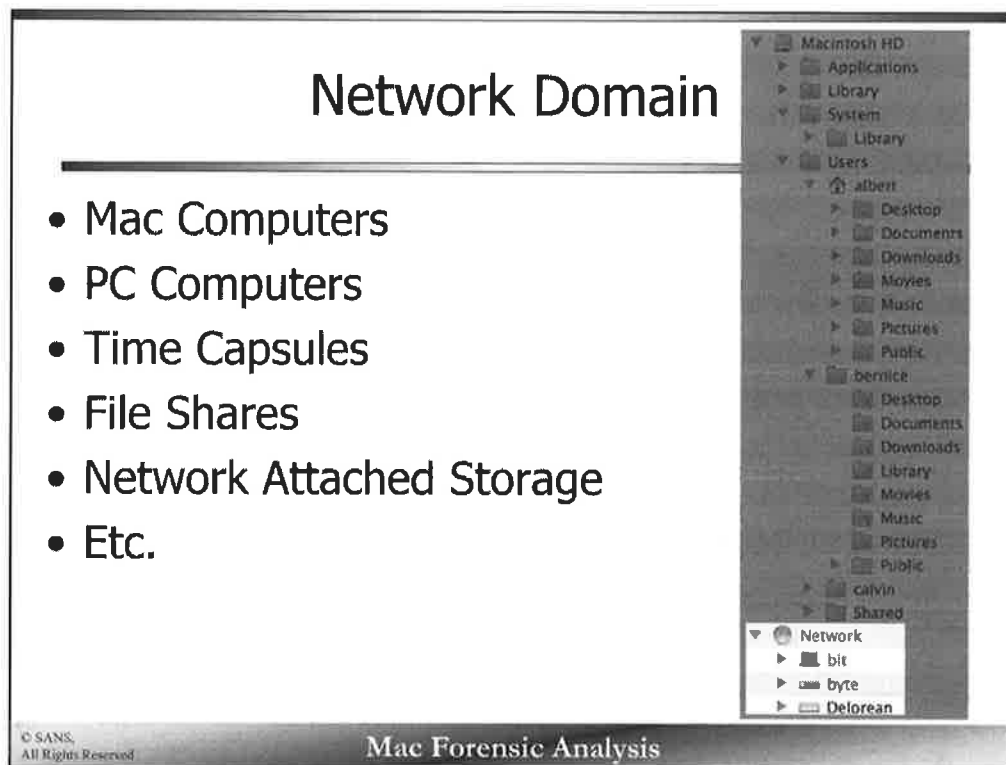 Network Domain
• Mac Computers
• PC Computers
• Time Capsules
• File Shares
• Network Attached Storage
• Etc.
Macintosh HD
Applications
Library
System
Library
Users
albert
Desktop
Documents
Downloads
Movies
Music
Pictures
Public
bernice
Desktop
Documents
Downloads
Library
Movies
Music
Pictures
Public
calvin
Shared
Network
bit
byte
Delorean
© SANS,
All Rights Reserved
Mac Forensic Analysis